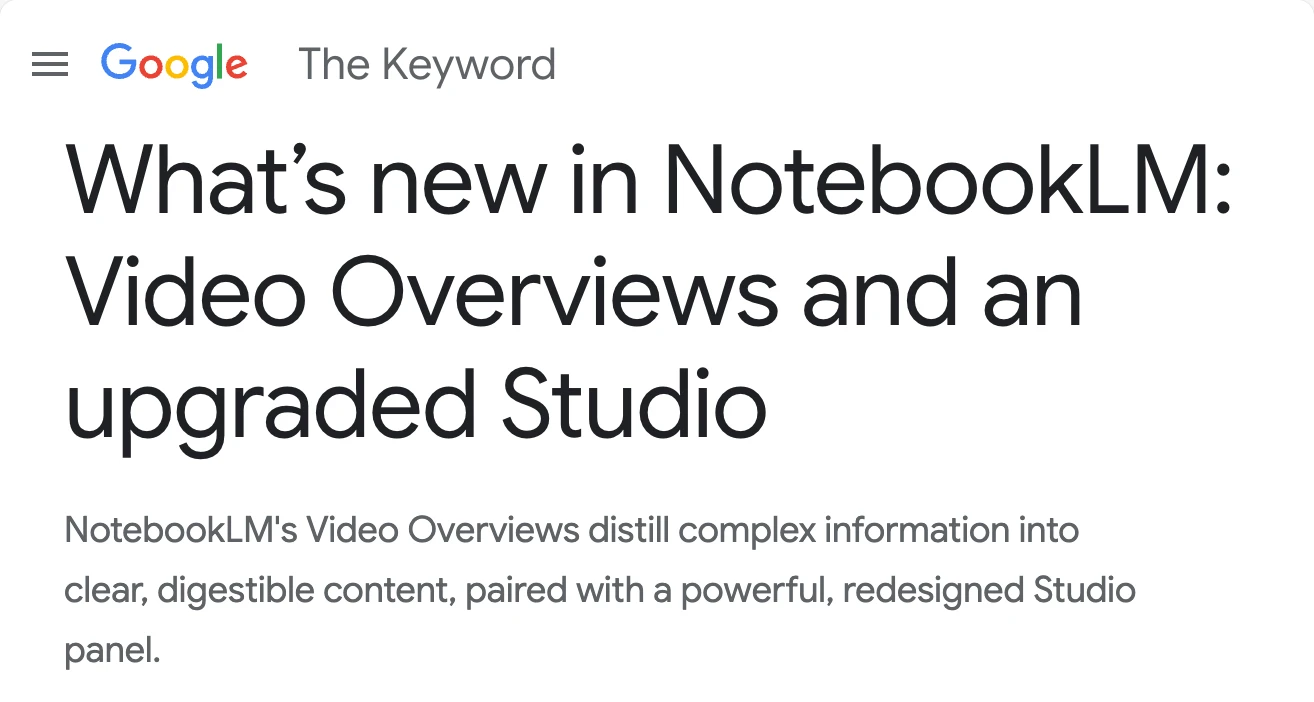 Google The Keyword
What’s new in NotebookLM:
Video Overviews and an
upgraded Studio
NotebookLM's Video Overviews distill complex information into
clear, digestible content, paired with a powerful, redesigned Studio
panel.